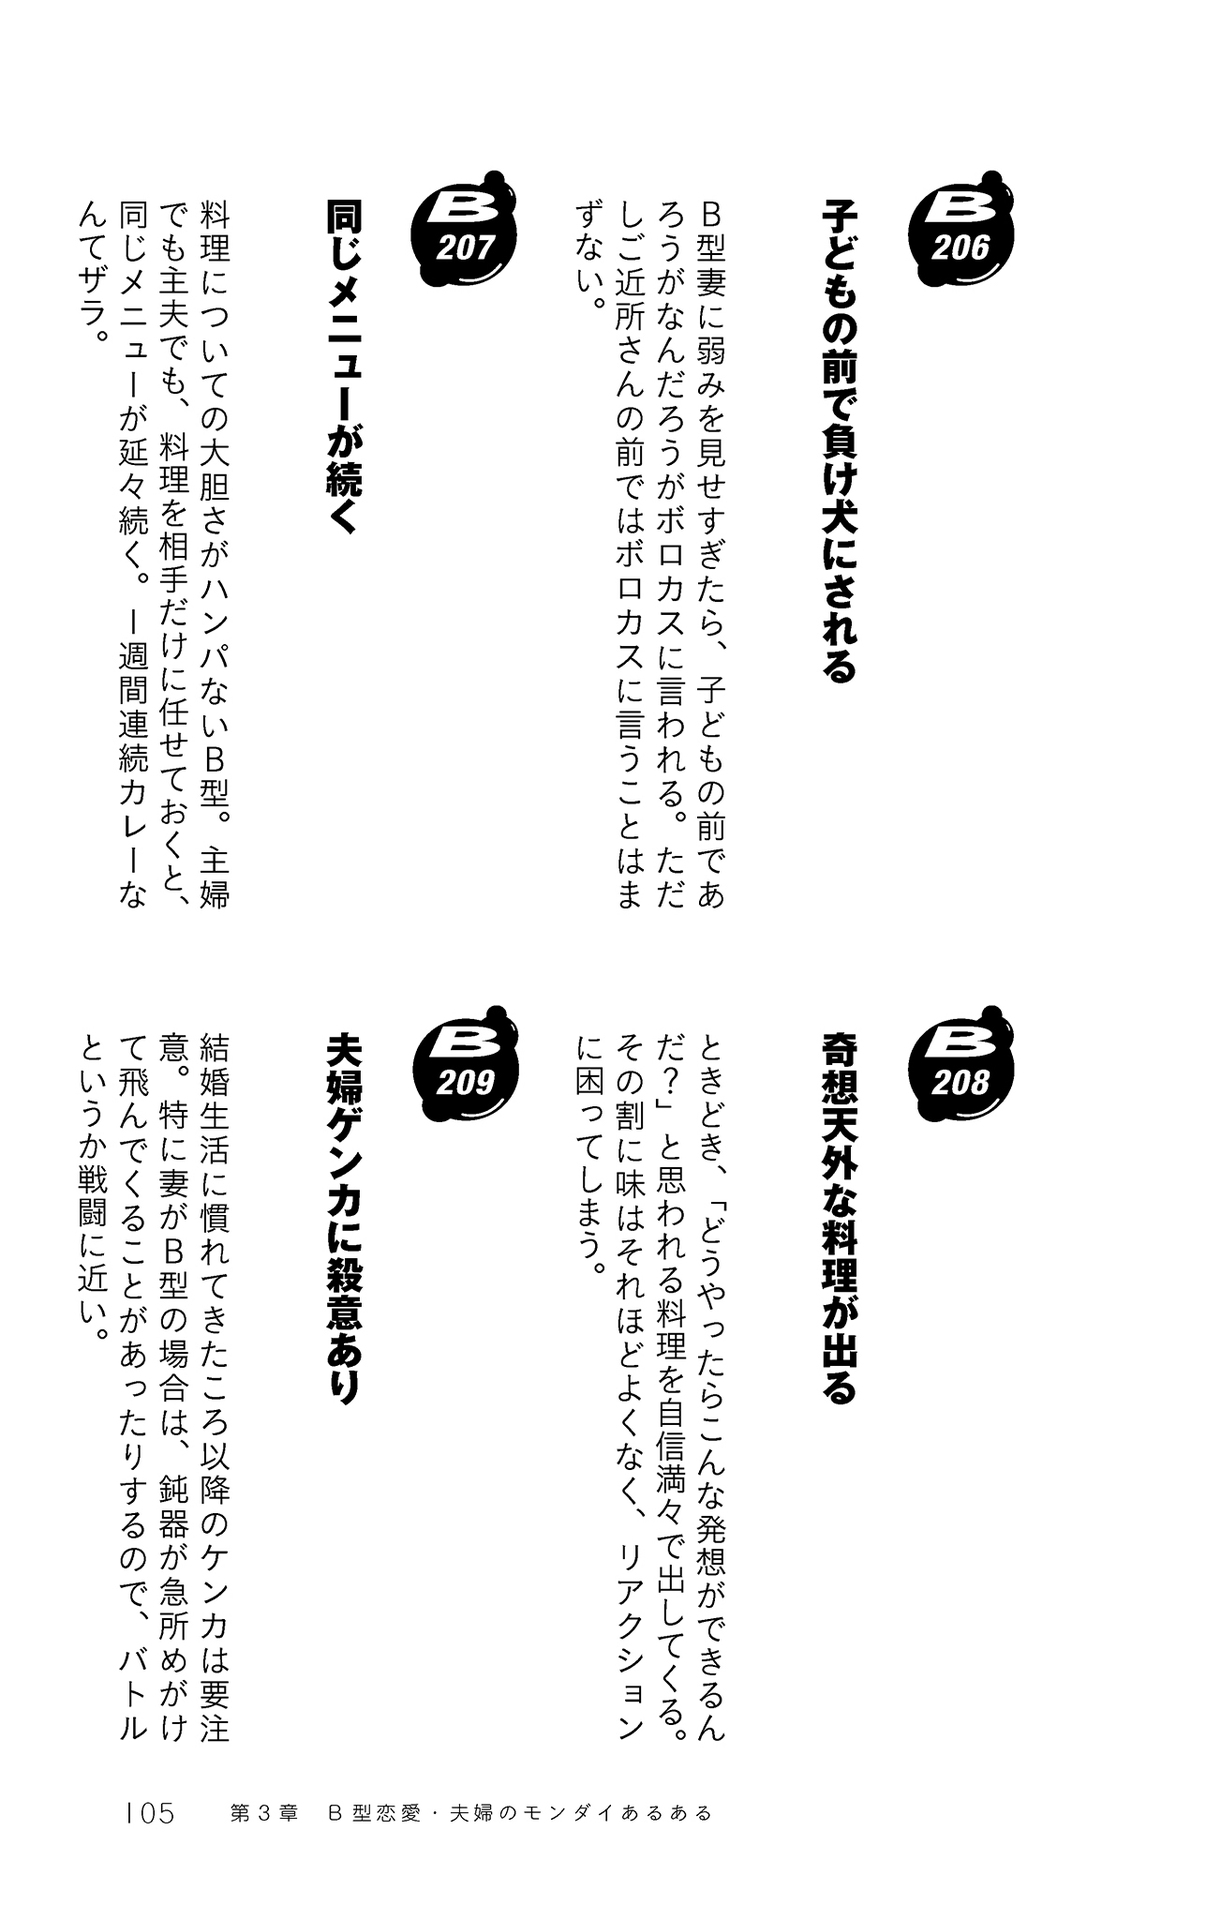 B
206
子どもの前で負け犬にされる
B型妻に弱みを見せすぎたら、子どもの前であ
ろうがなんだろうがボロカスに言われる。ただ
しご近所さんの前ではボロカスに言うことはま
ずない。
B
207
同じメニューが続く
料理についての大胆さがハンパないB型。主婦
でも主夫でも、料理を相手だけに任せておくと、
同じメニューが延々続く。1週間連続カレーな
んてザラ。
B
208
奇想天外な料理が出る
ときどき、「どうやったらこんな発想ができるん
だ?」と思われる料理を自信満々で出してくる。
その割に味はそれほどよくなく、リアクション
に困ってしまう。
B
209
夫婦ゲンカに殺意あり
結婚生活に慣れてきたころ以降のケンカは要注
意。特に妻がB型の場合は、鈍器が急所めがけ
て飛んでくることがあったりするので、バトル
というか戦闘に近い。
105 第3章 B型恋愛・夫婦のモンダイあるある